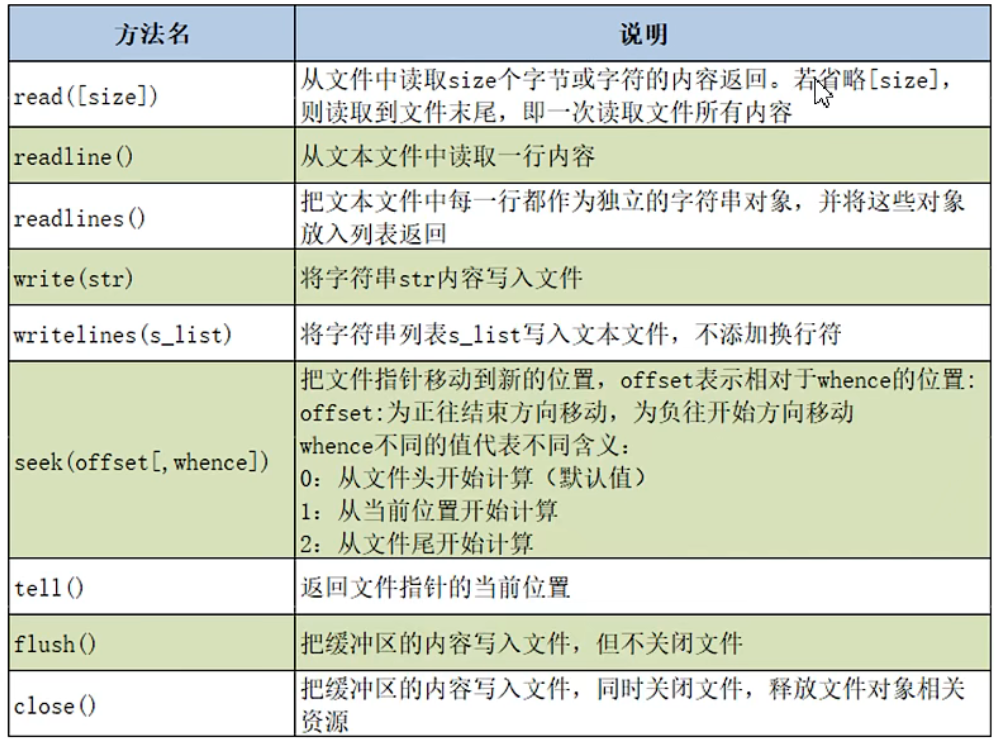 方法名 说明
read([size]) 从文件中读取size个字节或字符的内容返回。若省略[size],
则读取到文件末尾，即一次读取文件所有内容
readline() 从文本文件中读取一行内容
readlines() 把文本文件中每一行都作为独立的字符串对象，并将这些对象
放入列表返回
write(str) 将字符串str内容写入文件
writelines(s_list) 将字符串列表s_list写入文本文件，不添加换行符
seek(offset[,whence]) 把文件指针移动到新的位置，offset表示相对于whence的位置:
offset:为正往结束方向移动，为负往开始方向移动
whence不同的值代表不同含义:
0: 从文件头开始计算（默认值）
1: 从当前位置开始计算
2: 从文件尾开始计算
tell() 返回文件指针的当前位置
flush() 把缓冲区的内容写入文件，但不关闭文件
close() 把缓冲区的内容写入文件，同时关闭文件，释放文件对象相关
资源